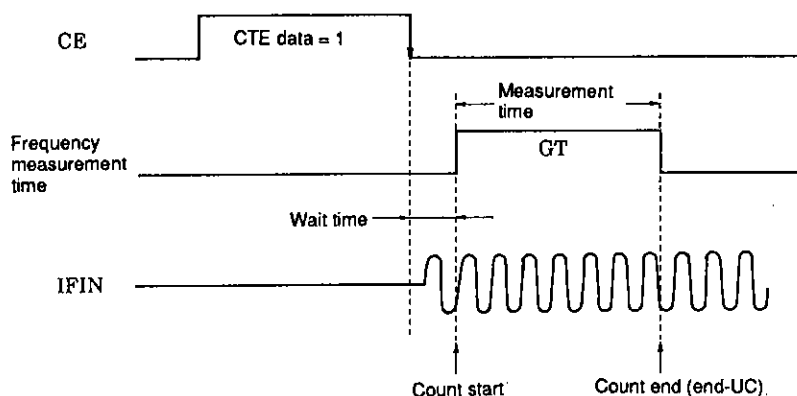 CE
CTE data = 1
Measurement
time
Frequency
measurement
time
GT
Wait time
IFIN
Count start
Count end (end-UC)